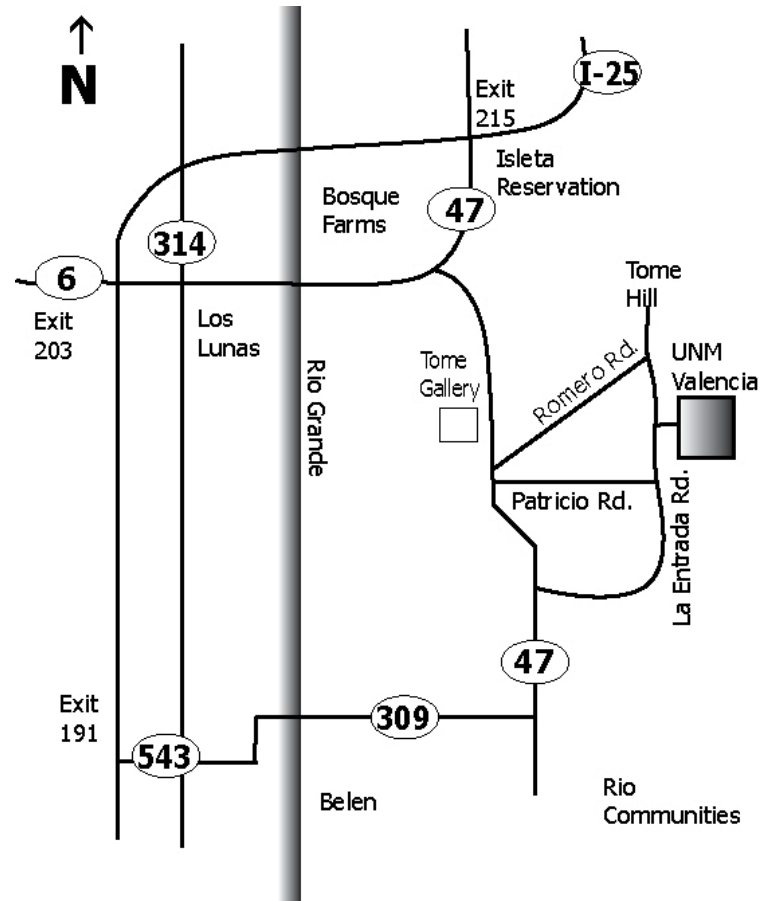 N
I-25
Exit
215
Isleta
Reservation
Bosque
Farms
47
314
6
Exit
203
Los
Lunas
Rio Grande
Tome
Hill
Tome
Gallery
Romero Rd.
UNM
Valencia
Patricio Rd.
La Entrada Rd.
47
Exit
191
309
543
Belen
Rio
Communities